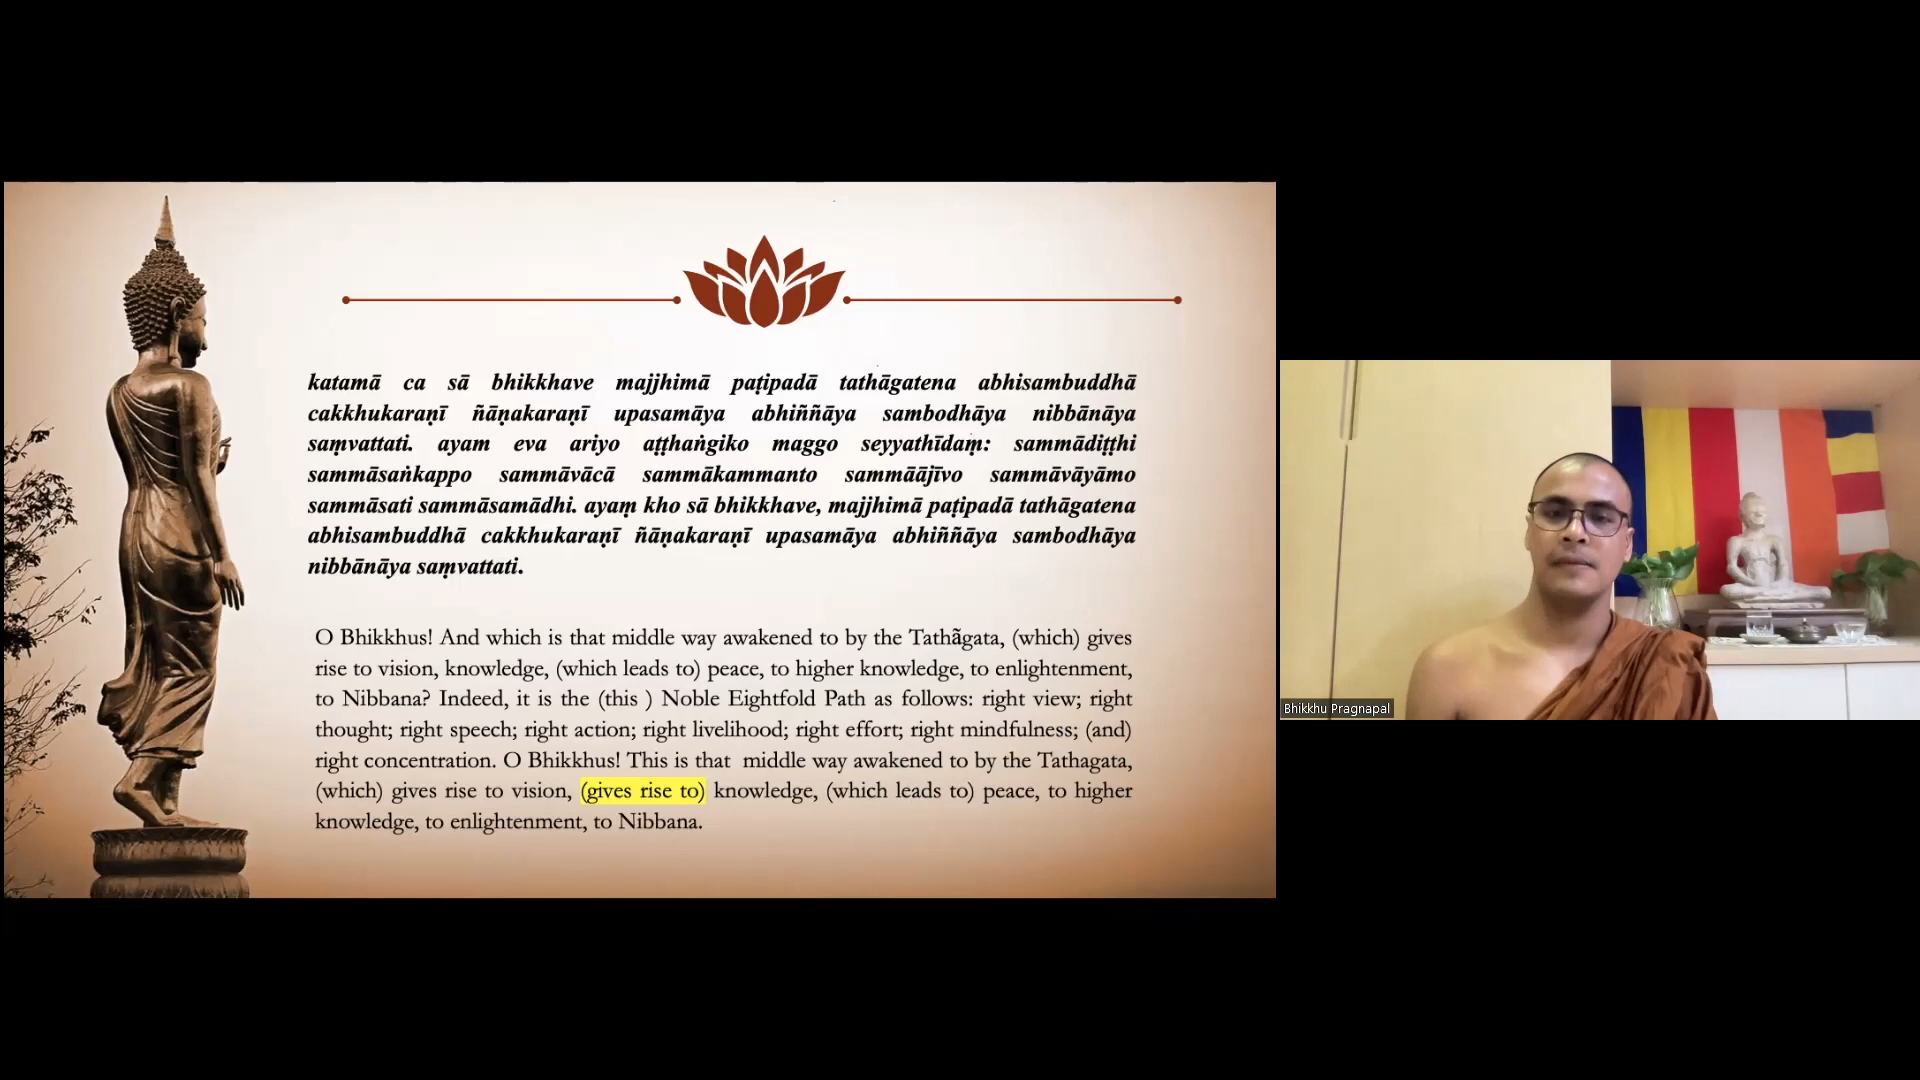 katamā ca sā bhikkhave majjhimā paṭipadā tathāgatena abhisambuddhā
cakkhukaraṇī ñāṇakaraṇī upasamāya abhiññāya sambodhāya nibbānāya
saṃvattati. ayam eva ariyo aṭṭhaṅgiko maggo seyyathīdaṃ: sammādiṭṭhi
sammāsaṅkappo sammāvācā sammākammanto sammāājīvo sammāvāyāmo
sammāsati sammāsamādhi. ayaṃ kho sā bhikkhave, majjhimā paṭipadā tathāgatena
abhisambuddhā cakkhukaraṇī ñāṇakaraṇī upasamāya abhiññāya sambodhāya
nibbānāya saṃvattati.
O Bhikkhus! And which is that middle way awakened to by the Tathãgata, (which) gives
rise to vision, knowledge, (which leads to) peace, to higher knowledge, to enlightenment,
to Nibbana? Indeed, it is the (this ) Noble Eightfold Path as follows: right view; right
thought; right speech; right action; right livelihood; right effort; right mindfulness; (and)
right concentration. O Bhikkhus! This is that  middle way awakened to by the Tathagata,
(which) gives rise to vision, (gives rise to) knowledge, (which leads to) peace, to higher
knowledge, to enlightenment, to Nibbana.
Bhikkhu Pragnapal